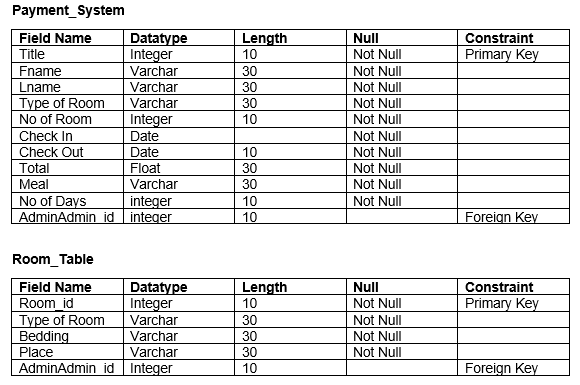 Payment_System
Field Name Datatype Length Null Constraint
Title Integer 10 Not Null Primary Key
Fname Varchar 30 Not Null
Lname Varchar 30 Not Null
Type of Room Varchar 30 Not Null
No of Room Integer 10 Not Null
Check In Date Not Null
Check Out Date 10 Not Null
Total Float 30 Not Null
Meal Varchar 30 Not Null
No of Days integer 10 Not Null
AdminAdmin_id integer 10 Foreign Key
Room_Table
Field Name Datatype Length Null Constraint
Room_id Integer 10 Not Null Primary Key
Type of Room Varchar 30 Not Null
Bedding Varchar 30 Not Null
Place Varchar 30 Not Null
AdminAdmin_id Integer 10 Foreign Key